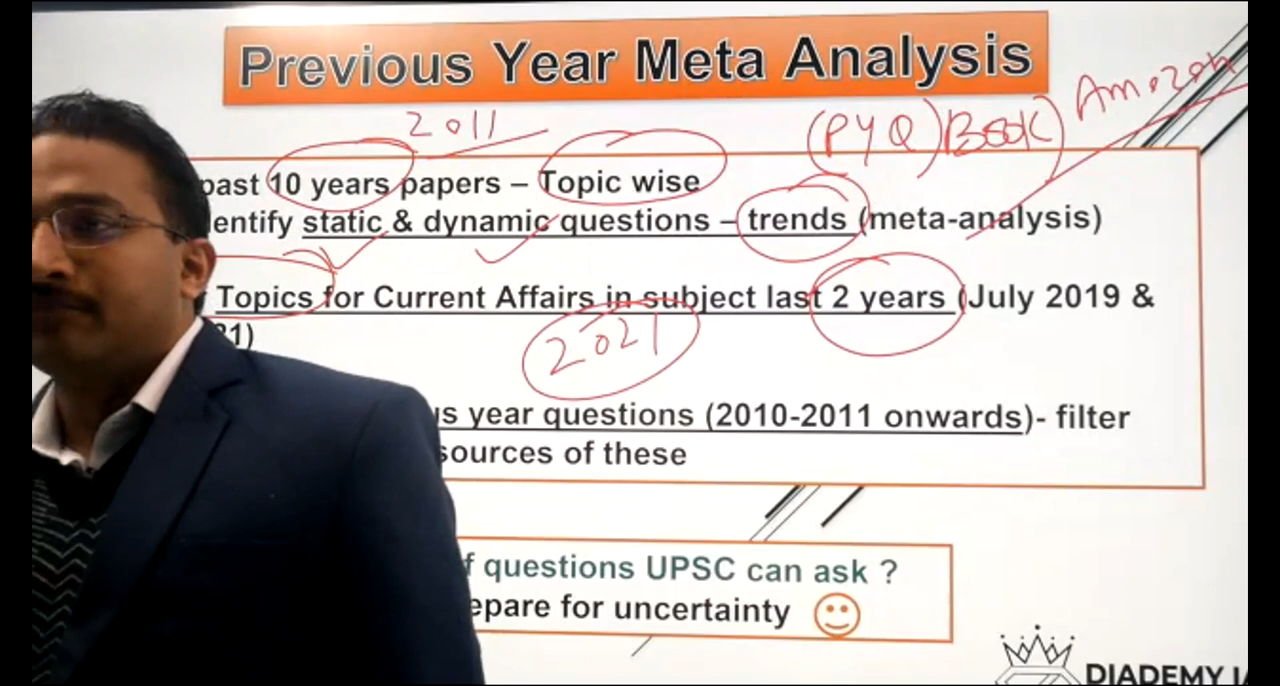 Previous Year Meta Analysis
2011
(PYQ) Book) Amazon
past 10 years papers – Topic wise
entify static & dynamic questions – trends (meta-analysis)
Topics for Current Affairs in subject last 2 years (July 2019 &
21)
2021
us year questions (2010-2011 onwards)- filter
sources of these
f questions UPSC can ask ?
epare for uncertainty
DIADEMY IA